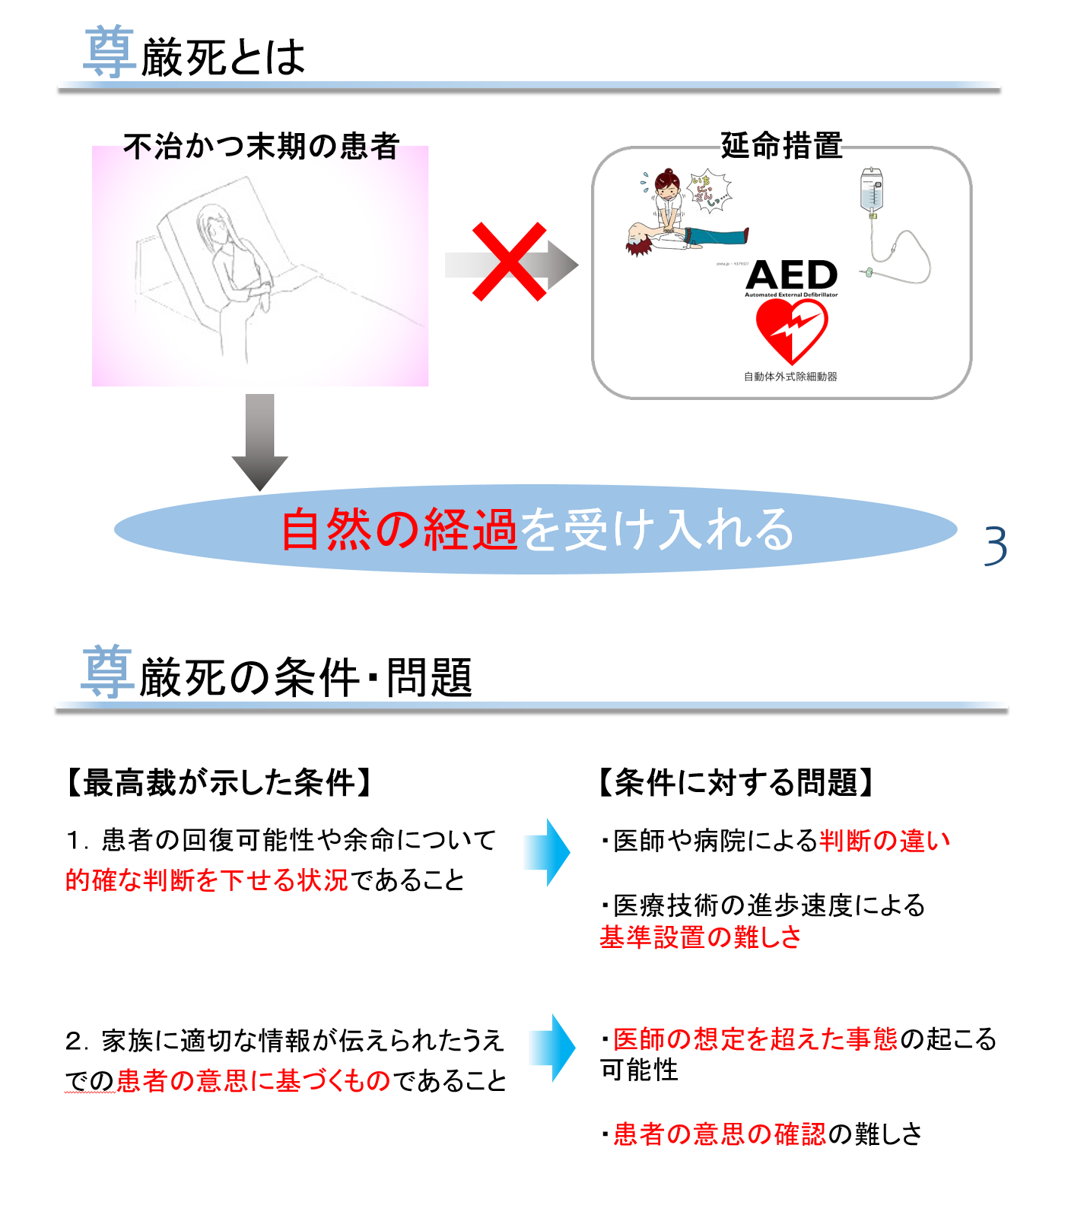 尊厳死とは
不治かつ末期の患者
延命措置
いち
にぃ
さん
しぃ…
AED
Automated External Defibrillator
自動体外式除細動器
自然の経過を受け入れる
3
尊厳死の条件・問題
【最高裁が示した条件】
【条件に対する問題】
１．患者の回復可能性や余命について
的確な判断を下せる状況であること
・医師や病院による判断の違い
・医療技術の進歩速度による
基準設置の難しさ
２．家族に適切な情報が伝えられたうえ
での患者の意思に基づくものであること
・医師の想定を超えた事態の起こる
可能性
・患者の意思の確認の難しさ